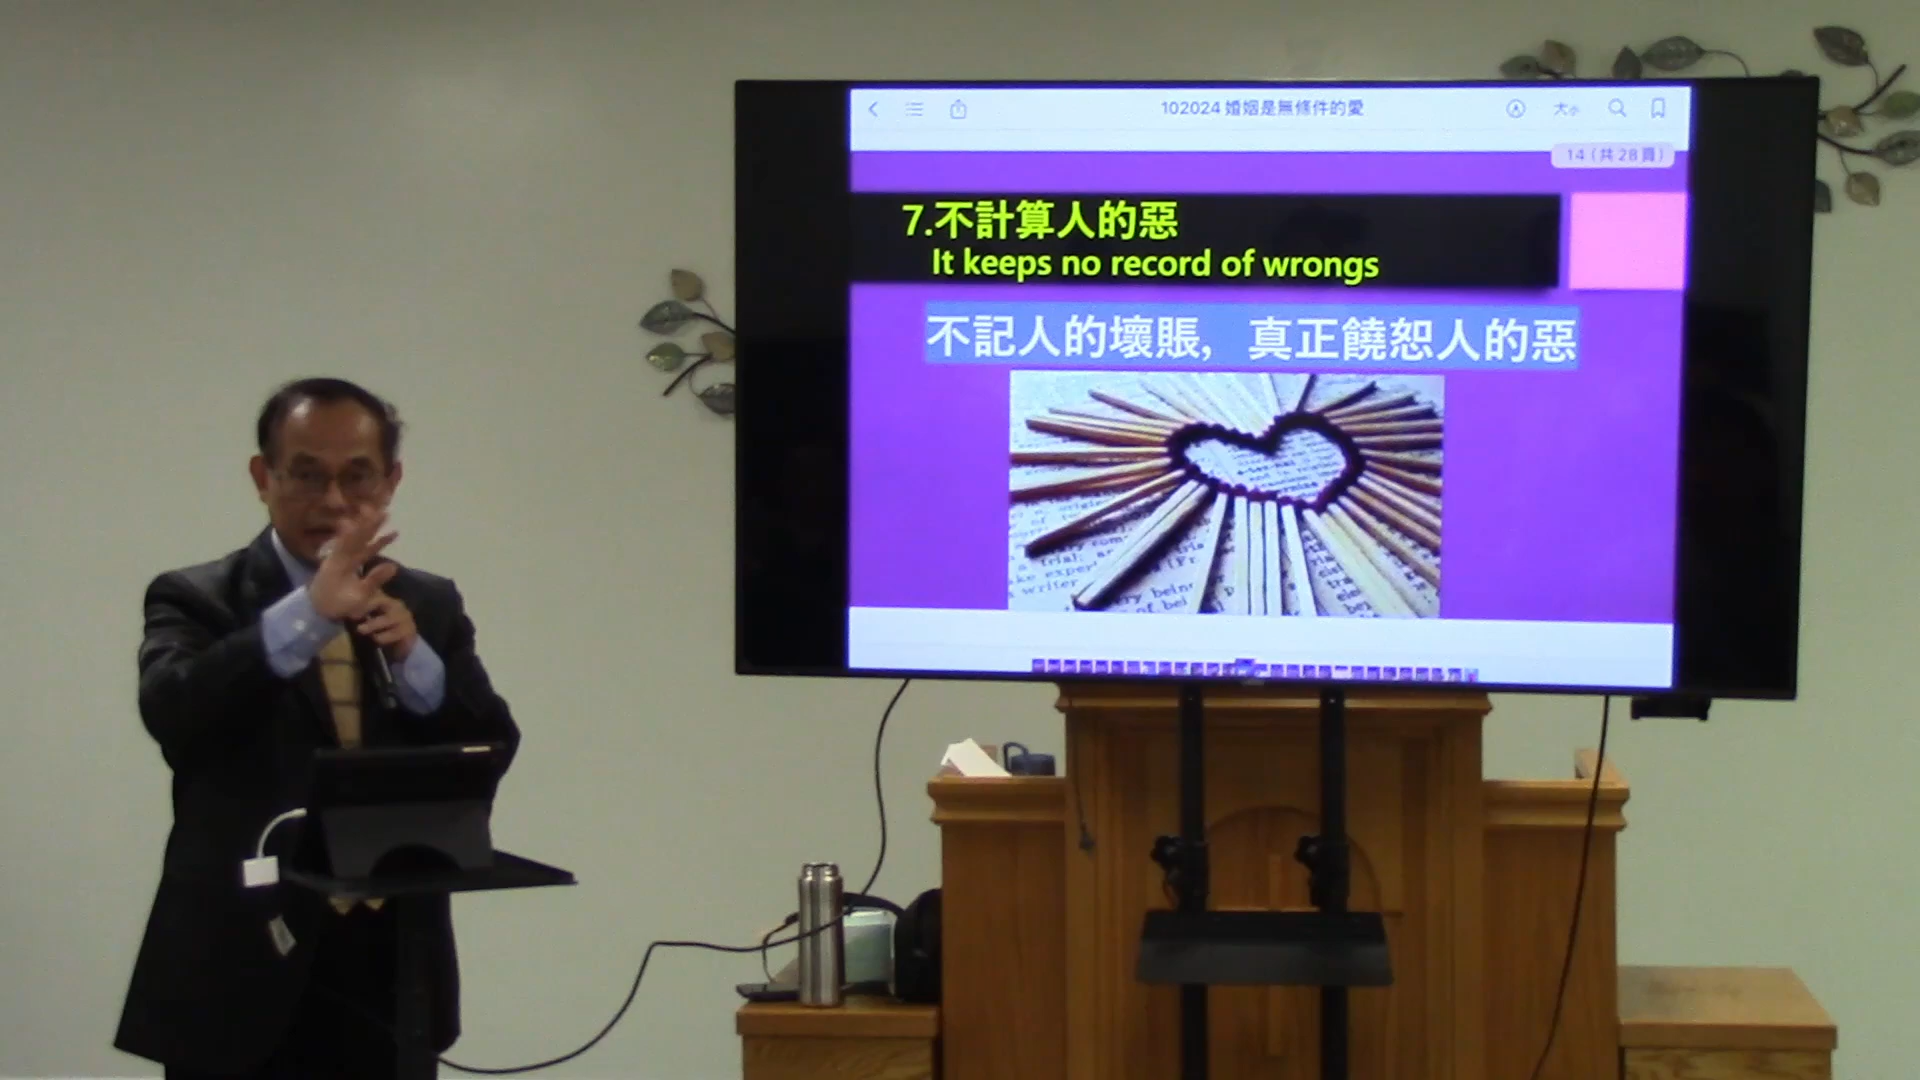 102024 婚姻是無條件的愛
大小
14 (共28頁)
7.不計算人的惡
It keeps no record of wrongs
不記人的壞賬, 真正饒恕人的惡